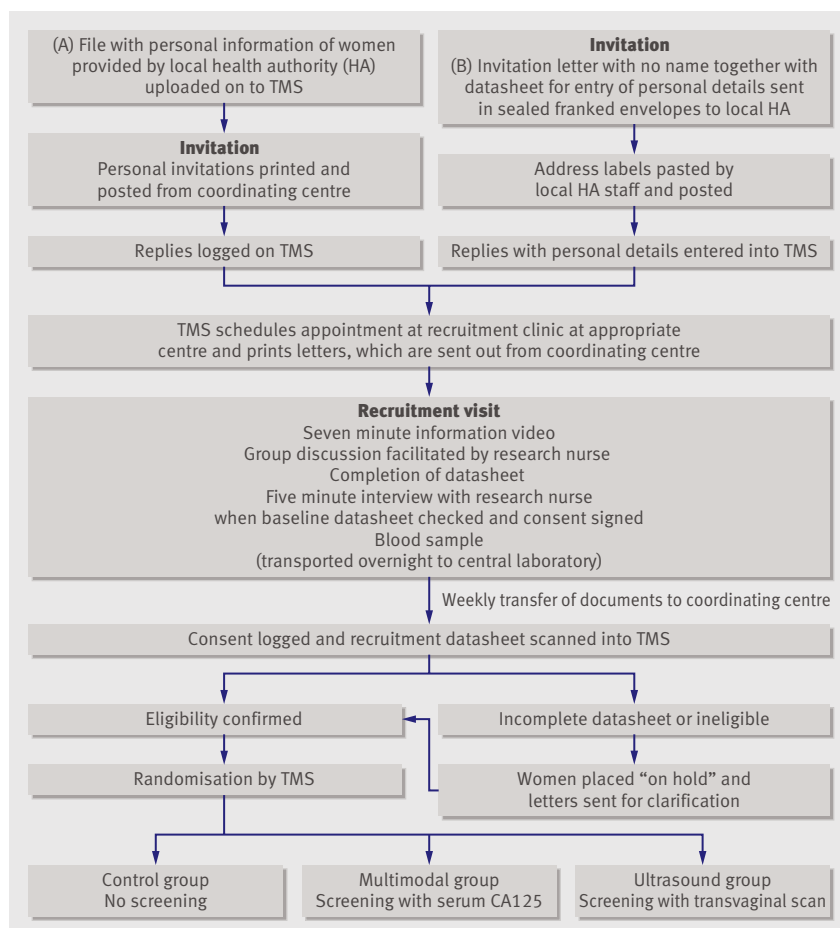 (A) File with personal information of women
provided by local health authority (HA)
uploaded on to TMS
Invitation
(B) Invitation letter with no name together with
datasheet for entry of personal details sent
in sealed franked envelopes to local HA
Invitation
Personal invitations printed and
posted from coordinating centre
Address labels pasted by
local HA staff and posted
Replies logged on TMS
Replies with personal details entered into TMS
TMS schedules appointment at recruitment clinic at appropriate
centre and prints letters, which are sent out from coordinating centre
Recruitment visit
Seven minute information video
Group discussion facilitated by research nurse
Completion of datasheet
Five minute interview with research nurse
when baseline datasheet checked and consent signed
Blood sample
(transported overnight to central laboratory)
Weekly transfer of documents to coordinating centre
Consent logged and recruitment datasheet scanned into TMS
Eligibility confirmed
Incomplete datasheet or ineligible
Randomisation by TMS
Women placed “on hold” and
letters sent for clarification
Control group
No screening
Multimodal group
Screening with serum CA125
Ultrasound group
Screening with transvaginal scan